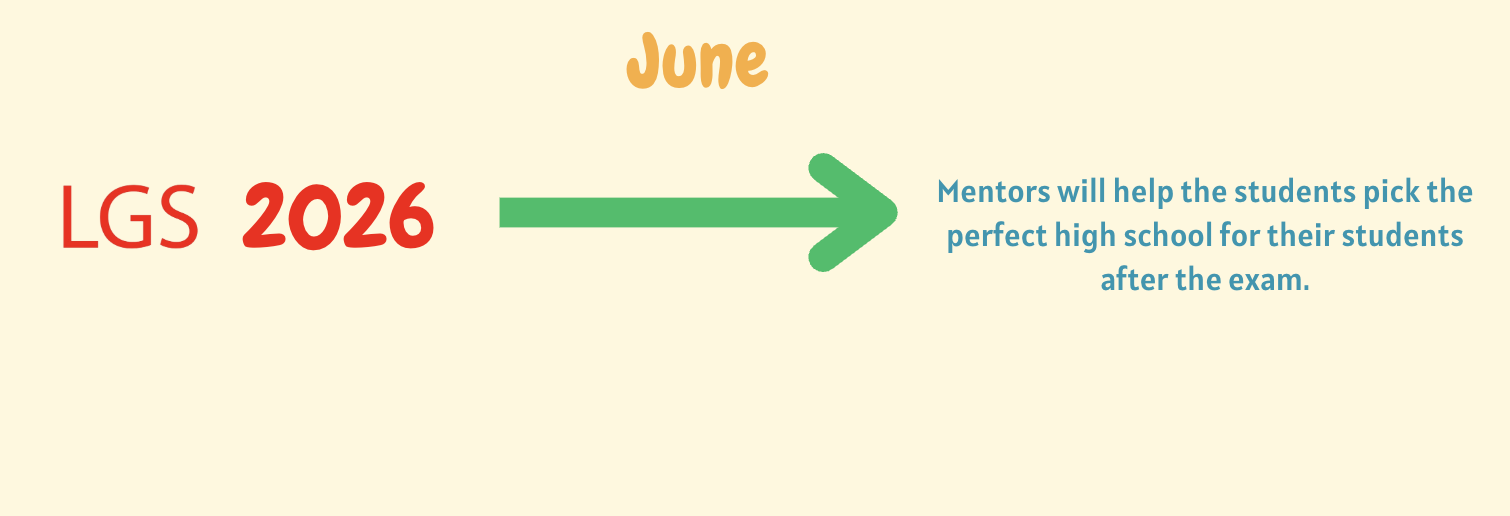 June
LGS 2026
Mentors will help the students pick the
perfect high school for their students
after the exam.